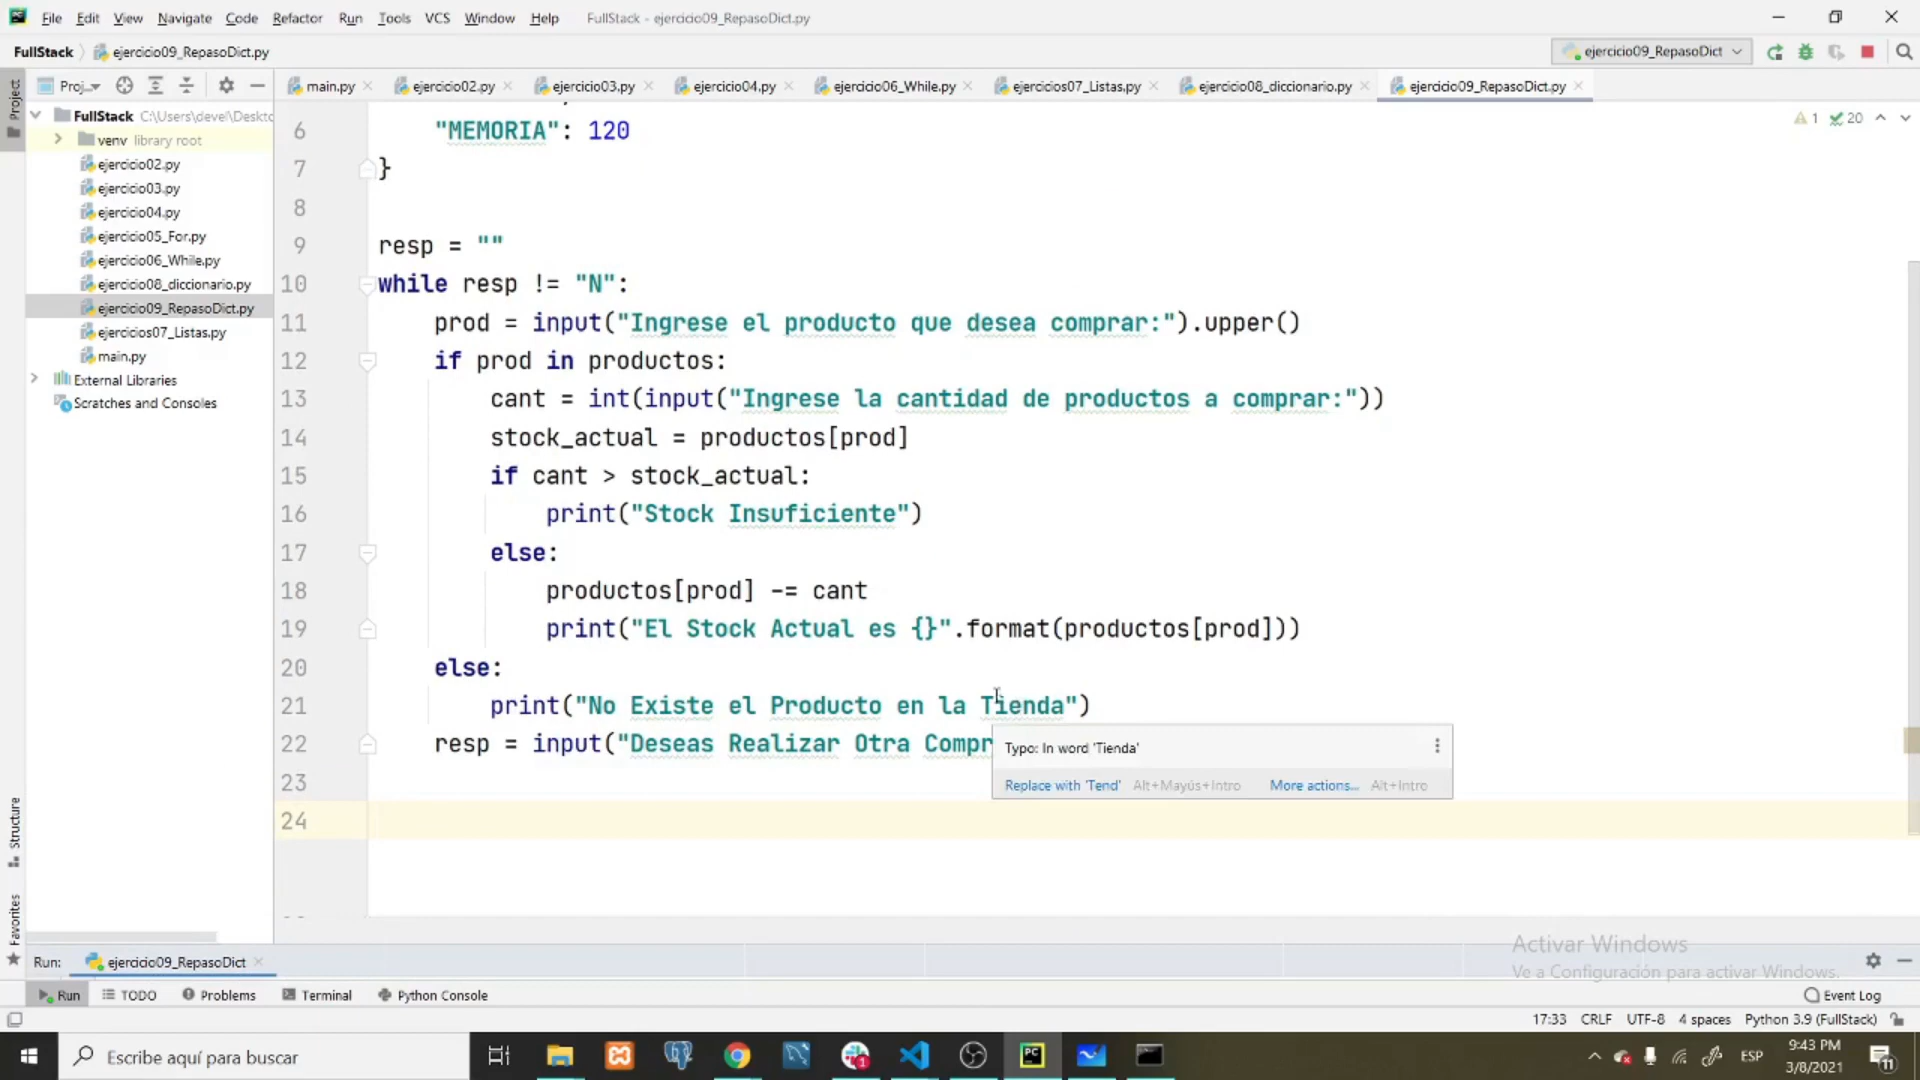 File Edit View Navigate Code Refactor Run Tools VCS Window Help FullStack - ejercicio09_RepasoDict.py
FullStack ejercicio09_RepasoDict.py ejercicio09_RepasoDict
Project
Proj... main.py ejercicio02.py ejercicio03.py ejercicio04.py ejercicio06_While.py ejercicios07_Listas.py ejercicio08_diccionario.py ejercicio09_RepasoDict.py
FullStack C:\Users\devel\Deskto
venv library root
ejercicio02.py
ejercicio03.py
ejercicio04.py
ejercicio05_For.py
ejercicio06_While.py
ejercicio08_diccionario.py
ejercicio09_RepasoDict.py
ejercicios07_Listas.py
main.py
External Libraries
Scratches and Consoles
1 20
6 "MEMORIA": 120
7 }
8
9 resp = ""
10 while resp != "N":
11 prod = input("Ingrese el producto que desea comprar:").upper()
12 if prod in productos:
13 cant = int(input("Ingrese la cantidad de productos a comprar:"))
14 stock_actual = productos[prod]
15 if cant > stock_actual:
16 print("Stock Insuficiente")
17 else:
18 productos[prod] -= cant
19 print("El Stock Actual es {}".format(productos[prod]))
20 else:
21 print("No Existe el Producto en la Tienda")
22 resp = input("Deseas Realizar Otra Compr
23
24
Typo: In word 'Tienda'
Replace with 'Tend' Alt+Mayús+Intro More actions... Alt+Intro
Structure
Favorites
Activar Windows
Ve a Configuración para activar Windows.
Run: ejercicio09_RepasoDict
Run TODO Problems Terminal Python Console Event Log
17:33 CRLF UTF-8 4 spaces Python 3.9 (FullStack)
Escribe aquí para buscar
PC
1
ESP
9:43 PM
3/8/2021
11